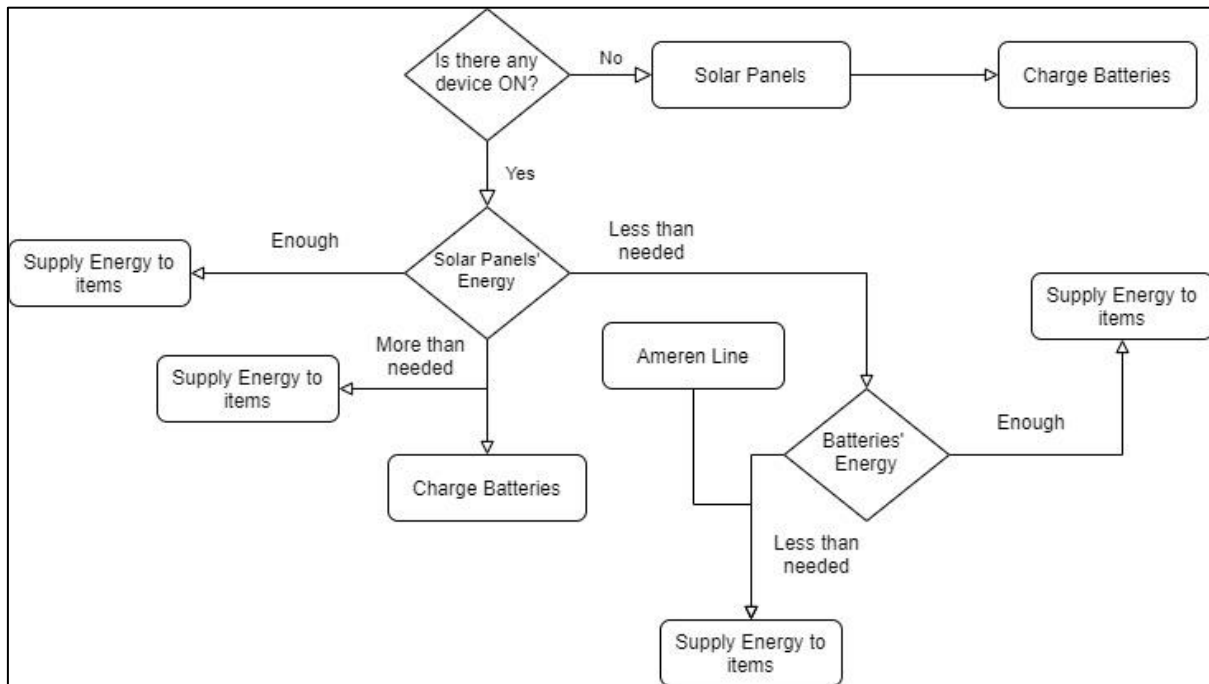 Is there any
device ON?
No
Solar Panels
Charge Batteries
Yes
Enough
Less than
needed
Supply Energy to
items
Solar Panels'
Energy
Supply Energy to
items
More than
needed
Ameren Line
Supply Energy to
items
Batteries'
Energy
Enough
Charge Batteries
Less than
needed
Supply Energy to
items